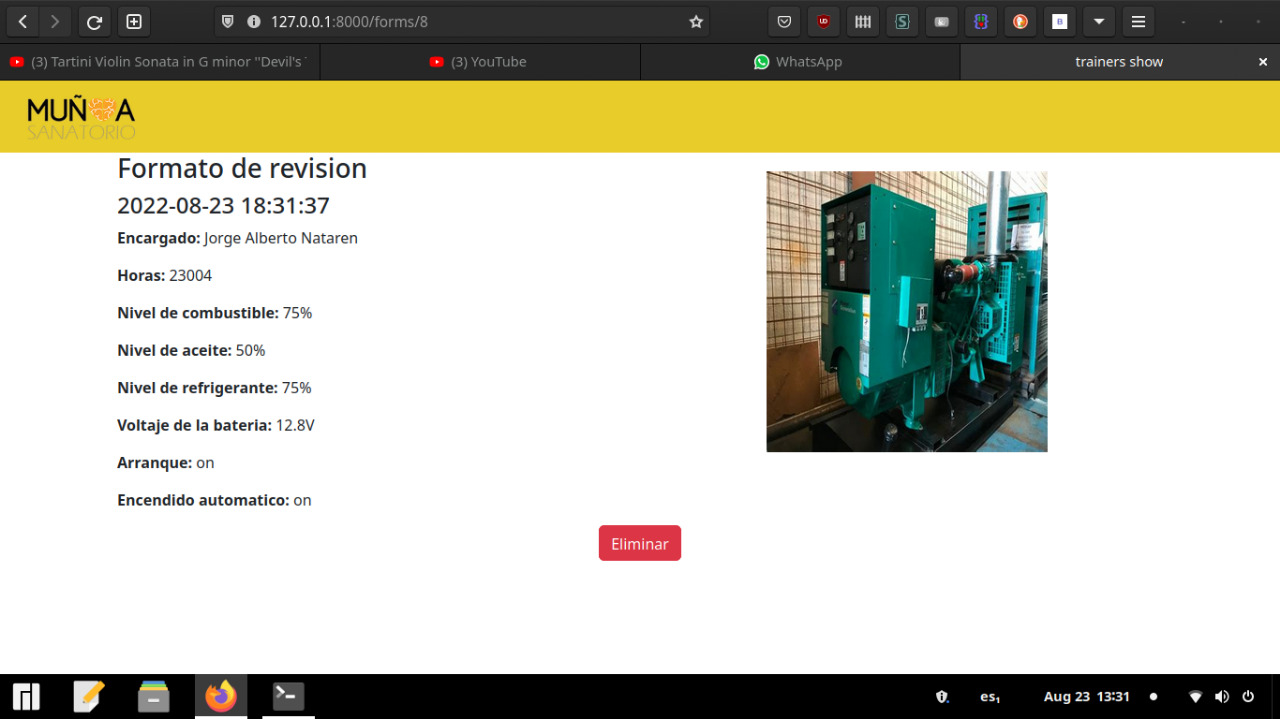 127.0.0.1:8000/forms/8
(3) Tartini Violin Sonata in G minor ''Devil's
(3) YouTube
WhatsApp
trainers show
MUÑOA
SANATORIO
Formato de revision
2022-08-23 18:31:37
Encargado: Jorge Alberto Nataren
Horas: 23004
Nivel de combustible: 75%
Nivel de aceite: 50%
Nivel de refrigerante: 75%
Voltaje de la bateria: 12.8V
Arranque: on
Encendido automatico: on
Eliminar
es₁
Aug 23 13:31